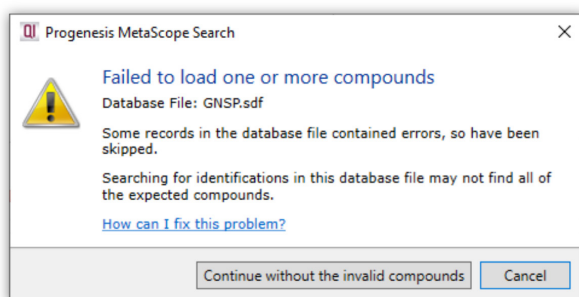 QI Progenesis MetaScope Search
Failed to load one or more compounds
Database File: GNSP.sdf
Some records in the database file contained errors, so have been
skipped.
Searching for identifications in this database file may not find all of
the expected compounds.
How can I fix this problem?
Continue without the invalid compounds
Cancel